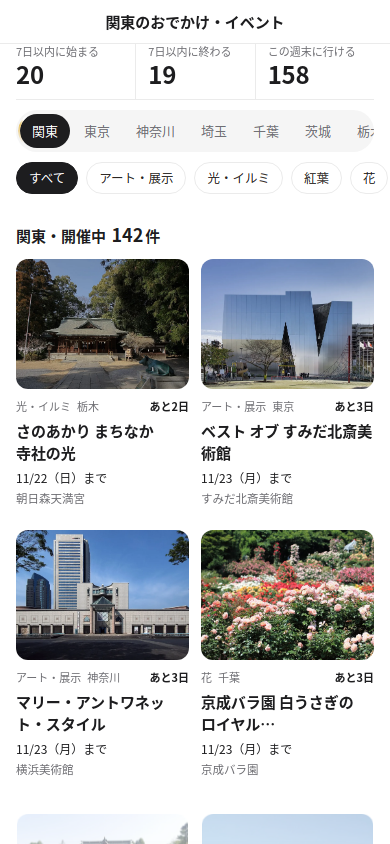 関東のおでかけ・イベント
7日以内に始まる
20
7日以内に終わる
19
この週末に行ける
158
関東 東京 神奈川 埼玉 千葉 茨城 栃
すべて アート・展示 光・イルミ 紅葉 花
関東・開催中 142件
光・イルミ 栃木 あと2日
さのあかり まちなか
寺社の光
11/22（日）まで
朝日森天満宮
アート・展示 東京 あと3日
ベスト オブ すみだ北斎美
術館
11/23（月）まで
すみだ北斎美術館
アート・展示 神奈川 あと3日
マリー・アントワネッ
ト・スタイル
11/23（月）まで
横浜美術館
花 千葉 あと3日
京成バラ園 白うさぎの
ロイヤル…
11/23（月）まで
京成バラ園